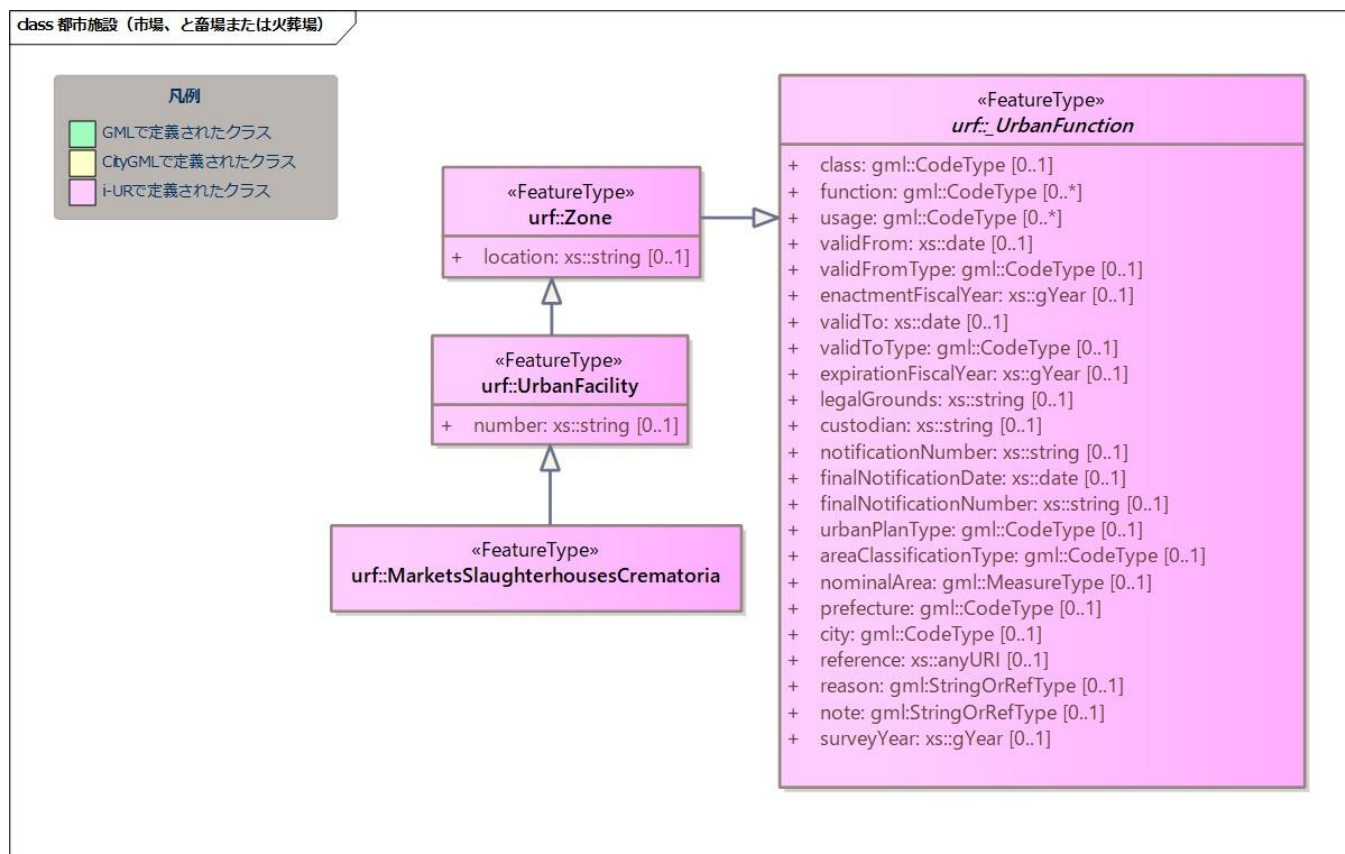 class 都市施設（市場、と畜場または火葬場）
凡例
GMLで定義されたクラス
CityGMLで定義されたクラス
i-URで定義されたクラス
«FeatureType»
urf::Zone
+ location: xs::string [0..1]
«FeatureType»
urf::UrbanFacility
+ number: xs::string [0..1]
«FeatureType»
urf::MarketsSlaughterhousesCrematoria
«FeatureType»
urf::_UrbanFunction
+ class: gml::CodeType [0..1]
+ function: gml::CodeType [0..*]
+ usage: gml::CodeType [0..*]
+ validFrom: xs::date [0..1]
+ validFromType: gml::CodeType [0..1]
+ enactmentFiscalYear: xs::gYear [0..1]
+ validTo: xs::date [0..1]
+ validToType: gml::CodeType [0..1]
+ expirationFiscalYear: xs::gYear [0..1]
+ legalGrounds: xs::string [0..1]
+ custodian: xs::string [0..1]
+ notificationNumber: xs::string [0..1]
+ finalNotificationDate: xs::date [0..1]
+ finalNotificationNumber: xs::string [0..1]
+ urbanPlanType: gml::CodeType [0..1]
+ areaClassificationType: gml::CodeType [0..1]
+ nominalArea: gml::MeasureType [0..1]
+ prefecture: gml::CodeType [0..1]
+ city: gml::CodeType [0..1]
+ reference: xs::anyURI [0..1]
+ reason: gml:StringOrRefType [0..1]
+ note: gml:StringOrRefType [0..1]
+ surveyYear: xs::gYear [0..1]